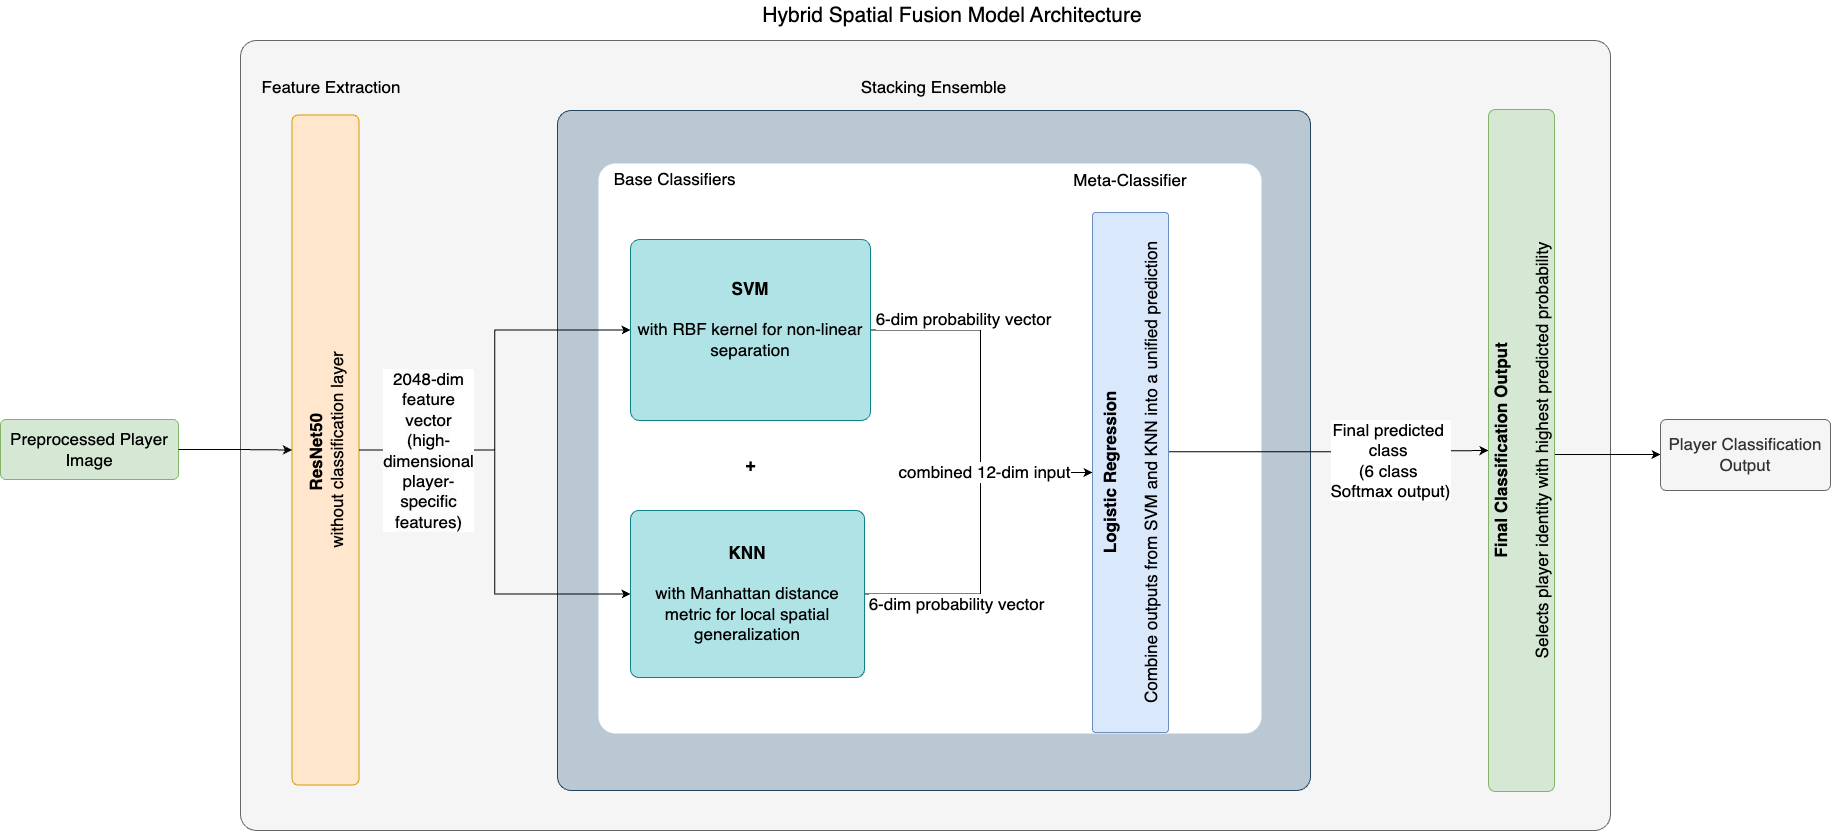 Hybrid Spatial Fusion Model Architecture
Feature Extraction
Stacking Ensemble
Base Classifiers
Meta-Classifier
Preprocessed Player
Image
ResNet50
without classification layer
2048-dim
feature
vector
(high-
dimensional
player-
specific
features)
SVM
with RBF kernel for non-linear
separation
6-dim probability vector
+
combined 12-dim input
KNN
with Manhattan distance
metric for local spatial
generalization
6-dim probability vector
Logistic Regression
Combine outputs from SVM and KNN into a unified prediction
Final predicted
class
(6 class
Softmax output)
Final Classification Output
Selects player identity with highest predicted probability
Player Classification
Output